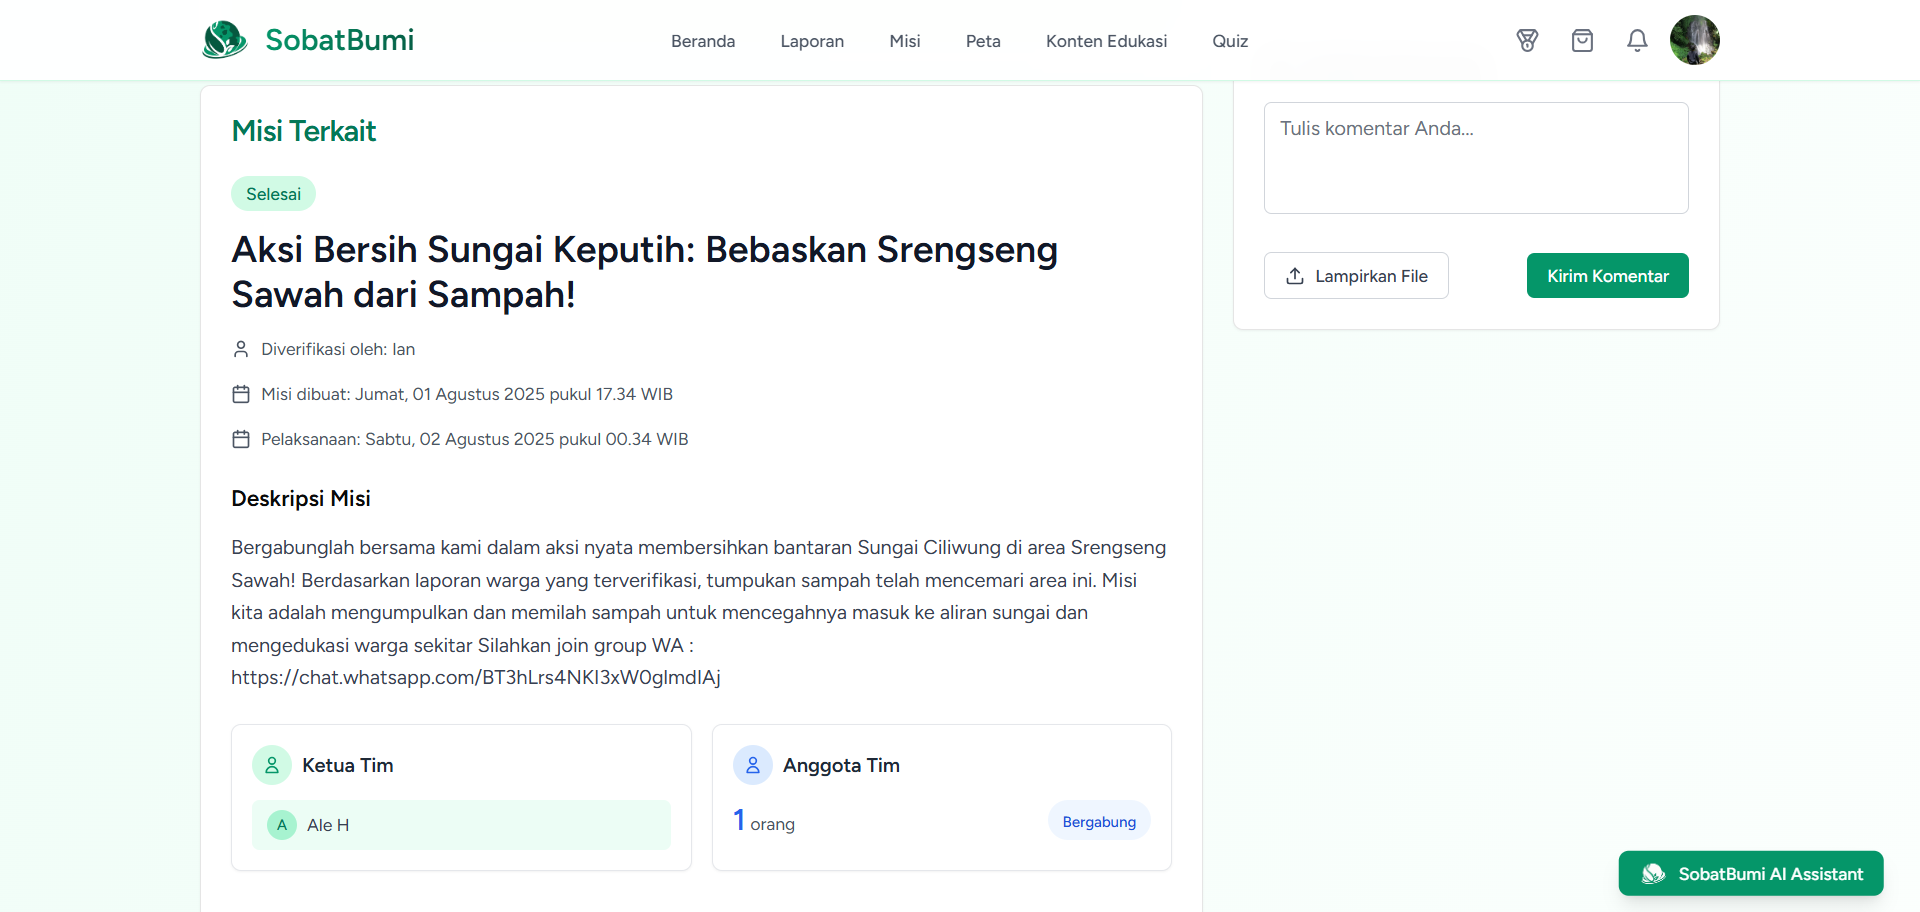 SobatBumi
Beranda
Laporan
Misi
Peta
Konten Edukasi
Quiz
Misi Terkait
Selesai
Aksi Bersih Sungai Keputih: Bebaskan Srengseng
Sawah dari Sampah!
Diverifikasi oleh: Ian
Misi dibuat: Jumat, 01 Agustus 2025 pukul 17.34 WIB
Pelaksanaan: Sabtu, 02 Agustus 2025 pukul 00.34 WIB
Deskripsi Misi
Bergabunglah bersama kami dalam aksi nyata membersihkan bantaran Sungai Ciliwung di area Srengseng
Sawah! Berdasarkan laporan warga yang terverifikasi, tumpukan sampah telah mencemari area ini. Misi
kita adalah mengumpulkan dan memilah sampah untuk mencegahnya masuk ke aliran sungai dan
mengedukasi warga sekitar Silahkan join group WA :
https://chat.whatsapp.com/BT3hLrs4NKI3xW0glmdIAj
Ketua Tim
A
Ale H
Anggota Tim
1 orang
Bergabung
Tulis komentar Anda...
Lampirkan File
Kirim Komentar
SobatBumi AI Assistant